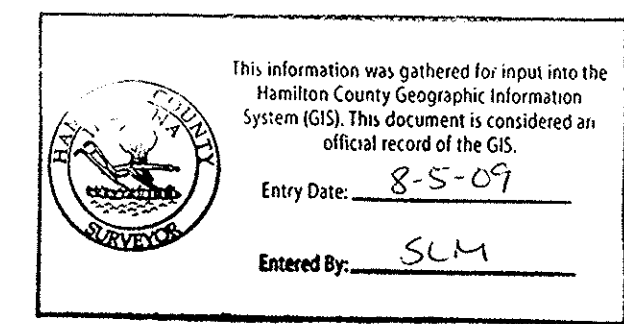 HAMILTON COUNTY
SURVEYOR
This information was gathered for input into the
Hamilton County Geographic Information
System (GIS). This document is considered an
official record of the GIS.
Entry Date: 8-5-09
Entered By: SLM